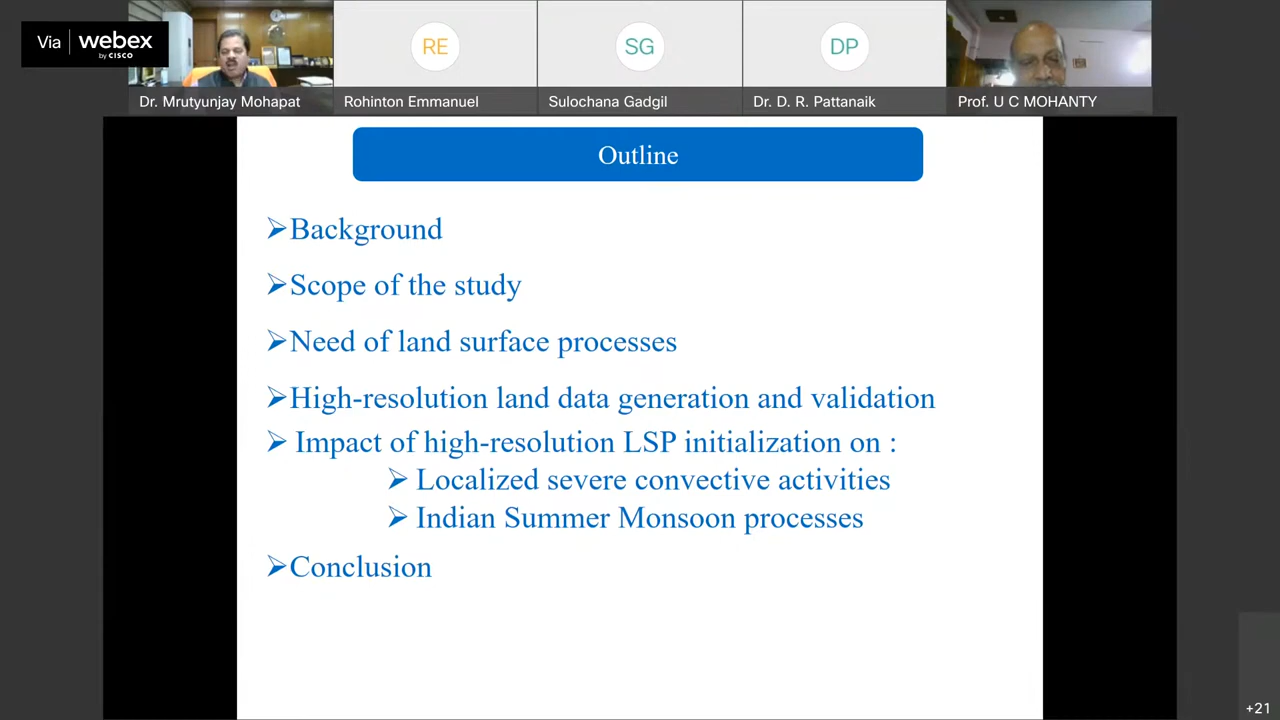 Via webex
by CISCO
RE
SG
DP
Dr. Mrutyunjay Mohapat
Rohinton Emmanuel
Sulochana Gadgil
Dr. D. R. Pattanaik
Prof. U C MOHANTY
Outline
➢Background
➢Scope of the study
➢Need of land surface processes
➢High-resolution land data generation and validation
➢ Impact of high-resolution LSP initialization on :
➢ Localized severe convective activities
➢ Indian Summer Monsoon processes
➢Conclusion
+21